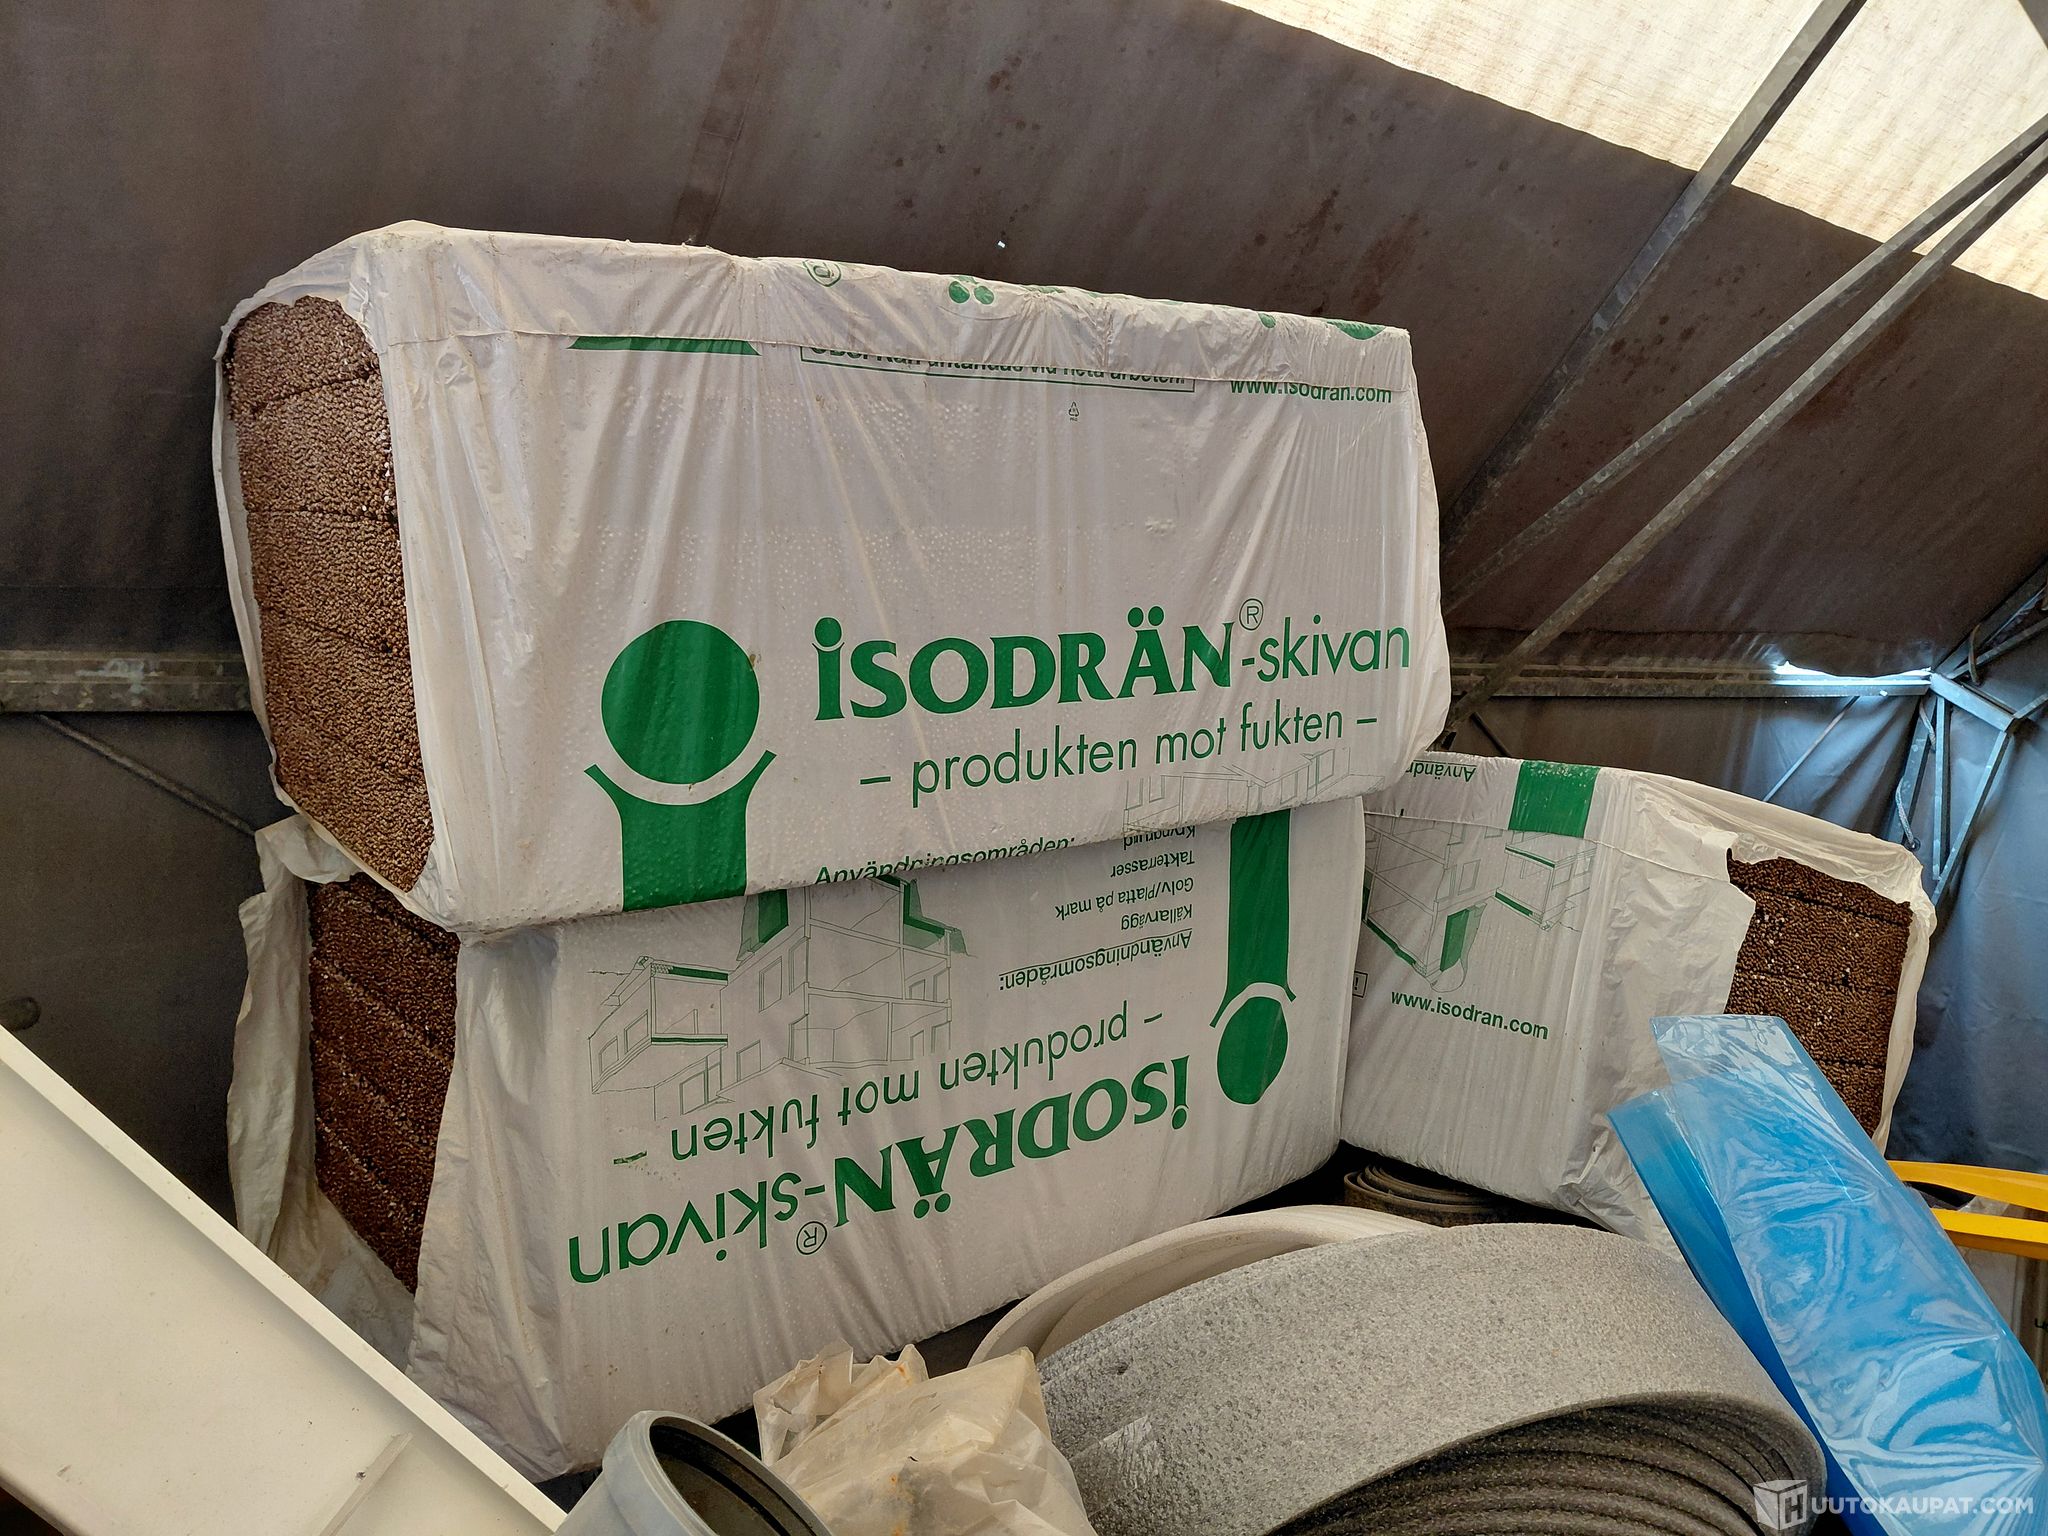 www.isodran.com
iSODRÄN®-skivan
– produkten mot fukten –
Användningsområden:
iSODRÄN®-skivan
– produkten mot fukten –
Användningsområden:
Källarvägg
Golv/Platta på mark
Takterrasser
Krypgrund
www.isodran.com
HUUTOKAUPAT.COM